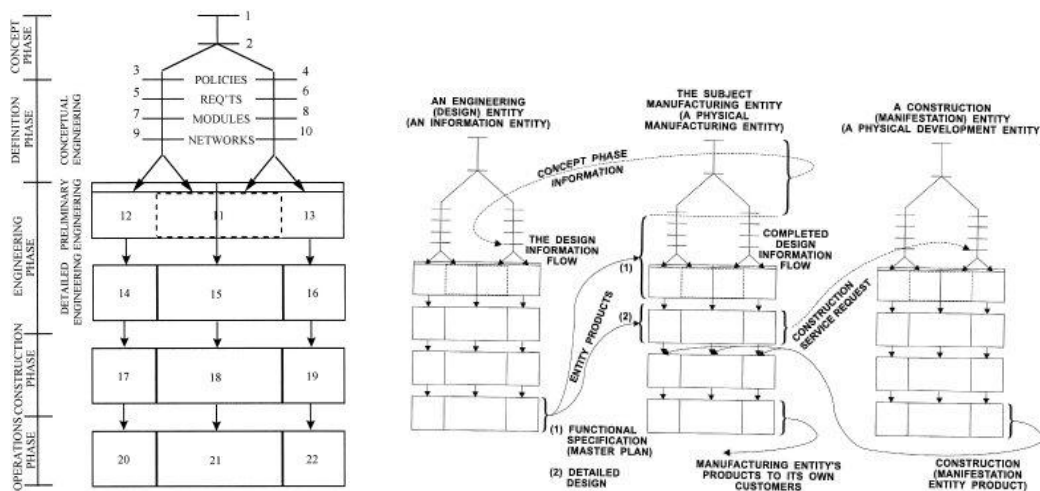 CONCEPT
PHASE
DEFINITION
PHASE
ENGINEERING
PHASE
CONSTRUCTION
PHASE
OPERATIONS
PHASE
CONCEPTUAL
ENGINEERING
PRELIMINARY
ENGINEERING
DETAILED
ENGINEERING
1
2
3
4
POLICIES
5
6
REQ'TS
7
8
MODULES
9
10
NETWORKS
12
11
13
14
15
16
17
18
19
20
21
22
AN ENGINEERING
(DESIGN) ENTITY
(AN INFORMATION ENTITY)
THE SUBJECT
MANUFACTURING ENTITY
(A PHYSICAL
MANUFACTURING ENTITY)
A CONSTRUCTION
(MANIFESTATION) ENTITY
(A PHYSICAL DEVELOPMENT ENTITY)
CONCEPT PHASE
INFORMATION
THE DESIGN
INFORMATION
FLOW
COMPLETED
DESIGN
INFORMATION
FLOW
(1)
(2)
ENTITY PRODUCTS
CONSTRUCTION
SERVICE REQUEST
(1) FUNCTIONAL
SPECIFICATION
(MASTER PLAN)
(2) DETAILED
DESIGN
MANUFACTURING ENTITY'S
PRODUCTS TO ITS OWN
CUSTOMERS
CONSTRUCTION
(MANIFESTATION
ENTITY PRODUCT)